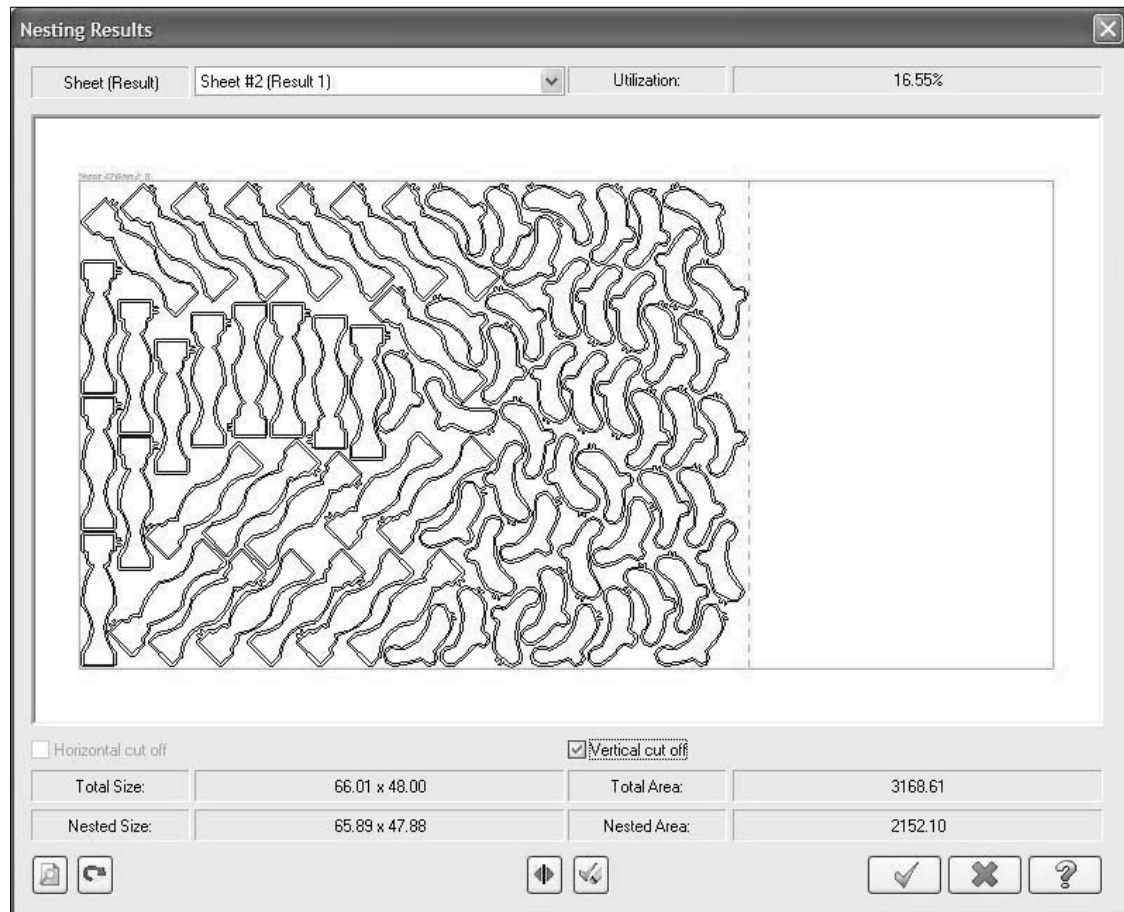 Nesting Results
Sheet (Result) Sheet #2 (Result 1) Utilization: 16.55%
Horizontal cut off Vertical cut off
Total Size: 66.01 x 48.00 Total Area: 3168.61
Nested Size: 65.89 x 47.88 Nested Area: 2152.10